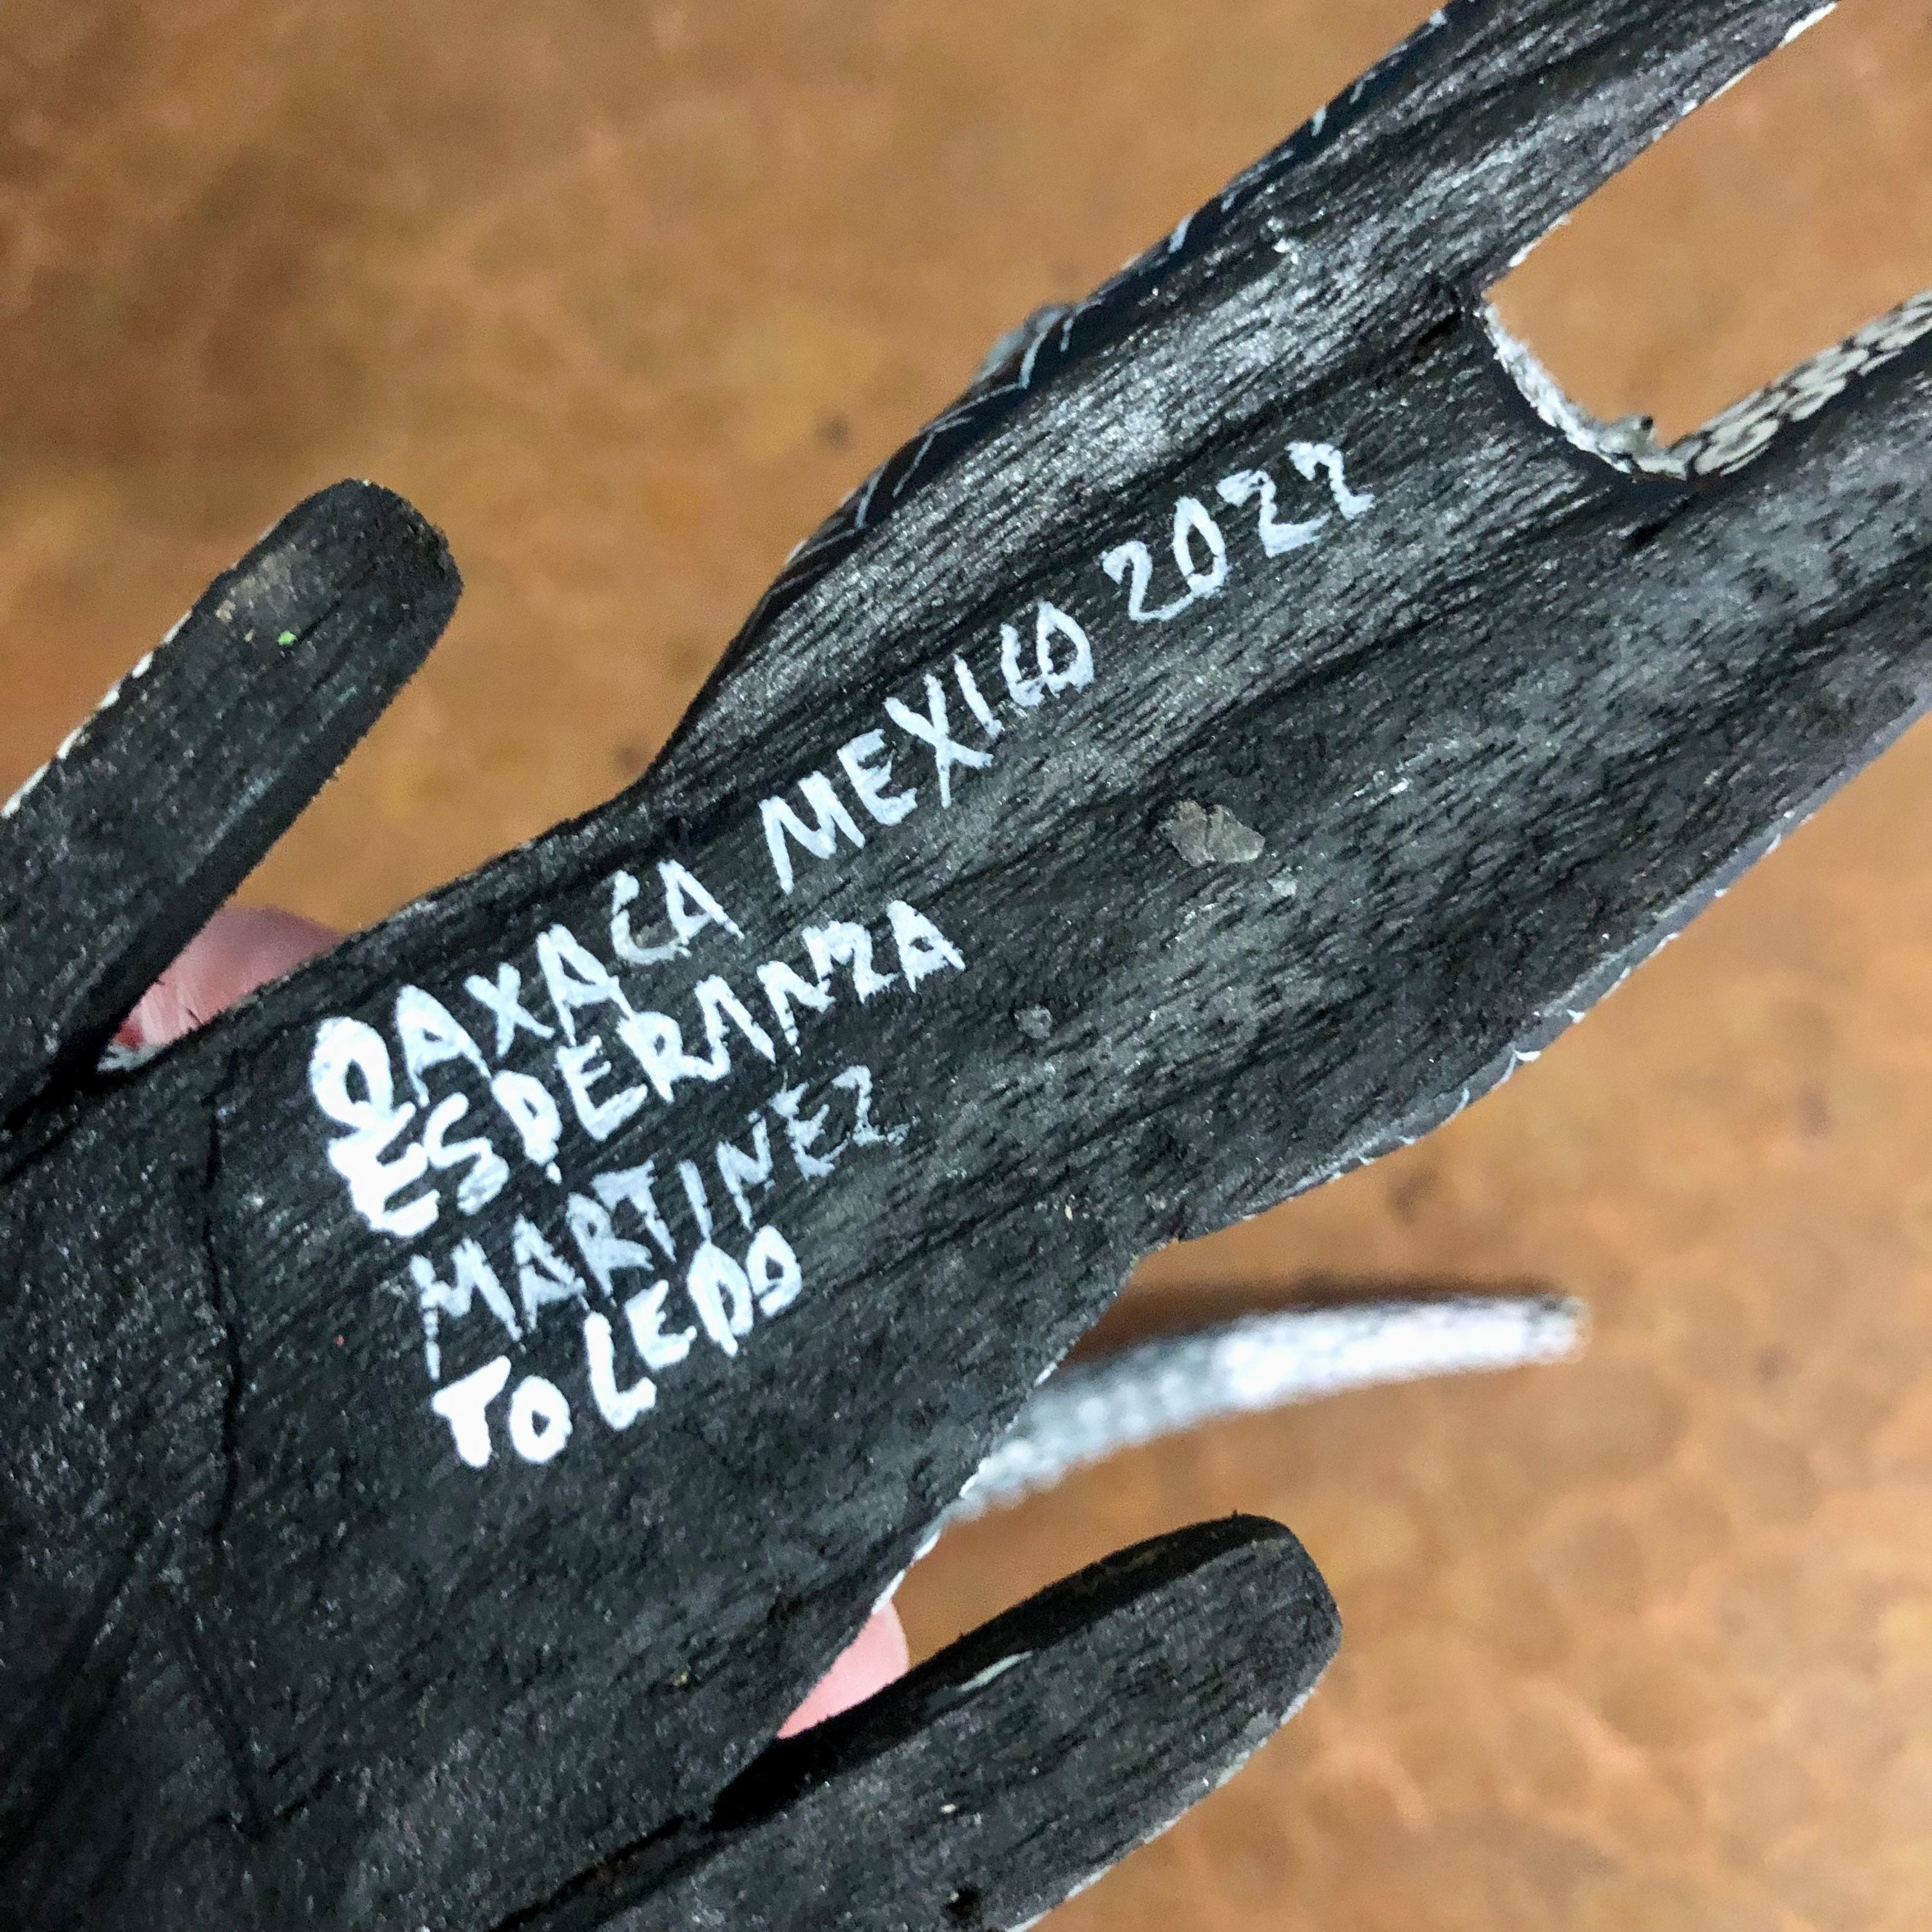 OAXACA MEXICO 2022
ESPERANZA
MARTINEZ
TOLEDO